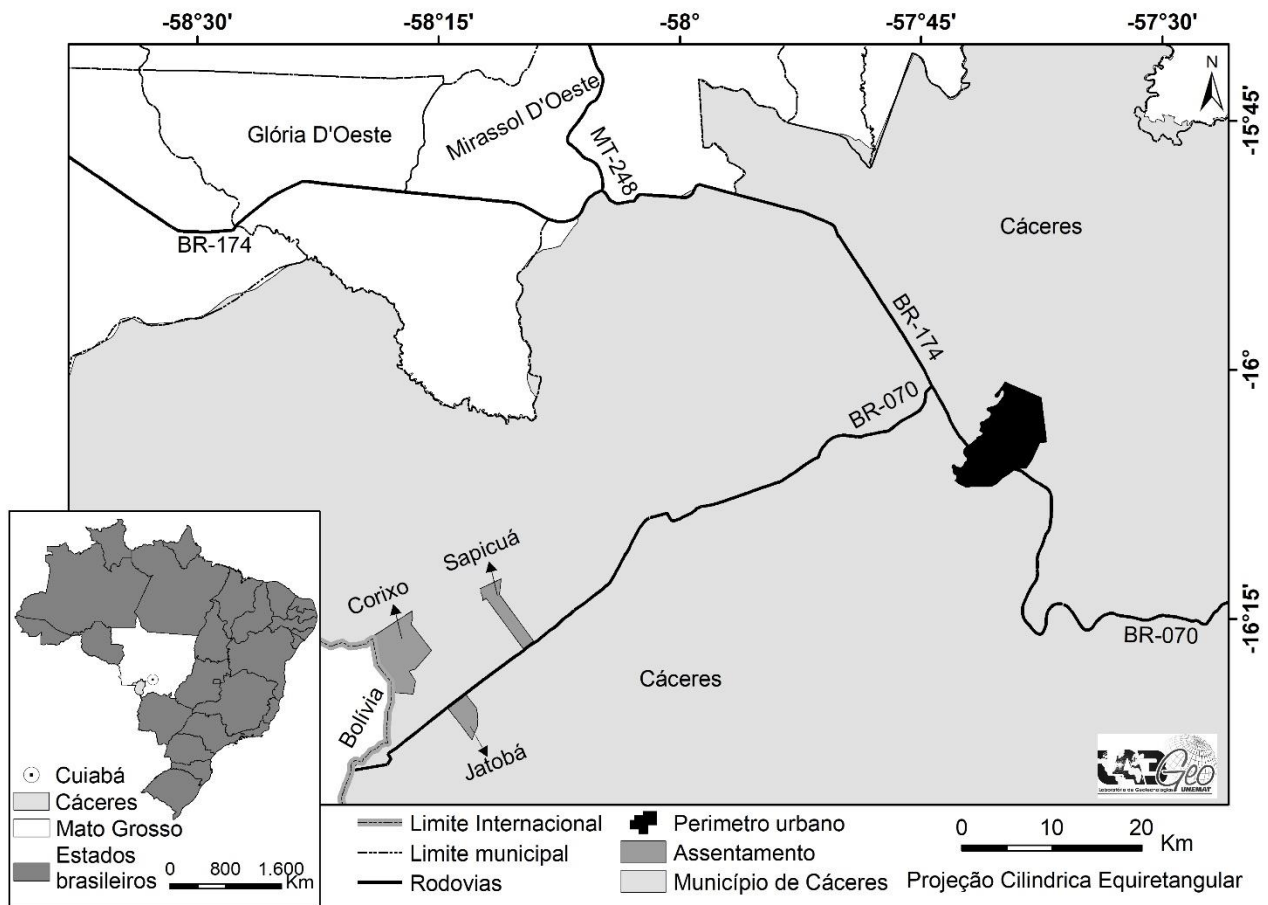 -58°30'
-58°15'
-58°
-57°45'
-57°30'
N
-15°45'
-16°
-16°15'
Glória D'Oeste
Mirassol D'Oeste
MT-248
BR-174
Cáceres
BR-174
BR-070
Sapicuá
Corixo
BR-070
Cáceres
Bolívia
Jatobá
Geo
Laboratório de Geotecnologias UNEMAT
Cuiabá
Cáceres
Mato Grosso
Estados
brasileiros
0 800 1.600
Km
Limite Internacional
Limite municipal
Rodovias
Perimetro urbano
Assentamento
Município de Cáceres
0 10 20
Km
Projeção Cilindrica Equiretangular